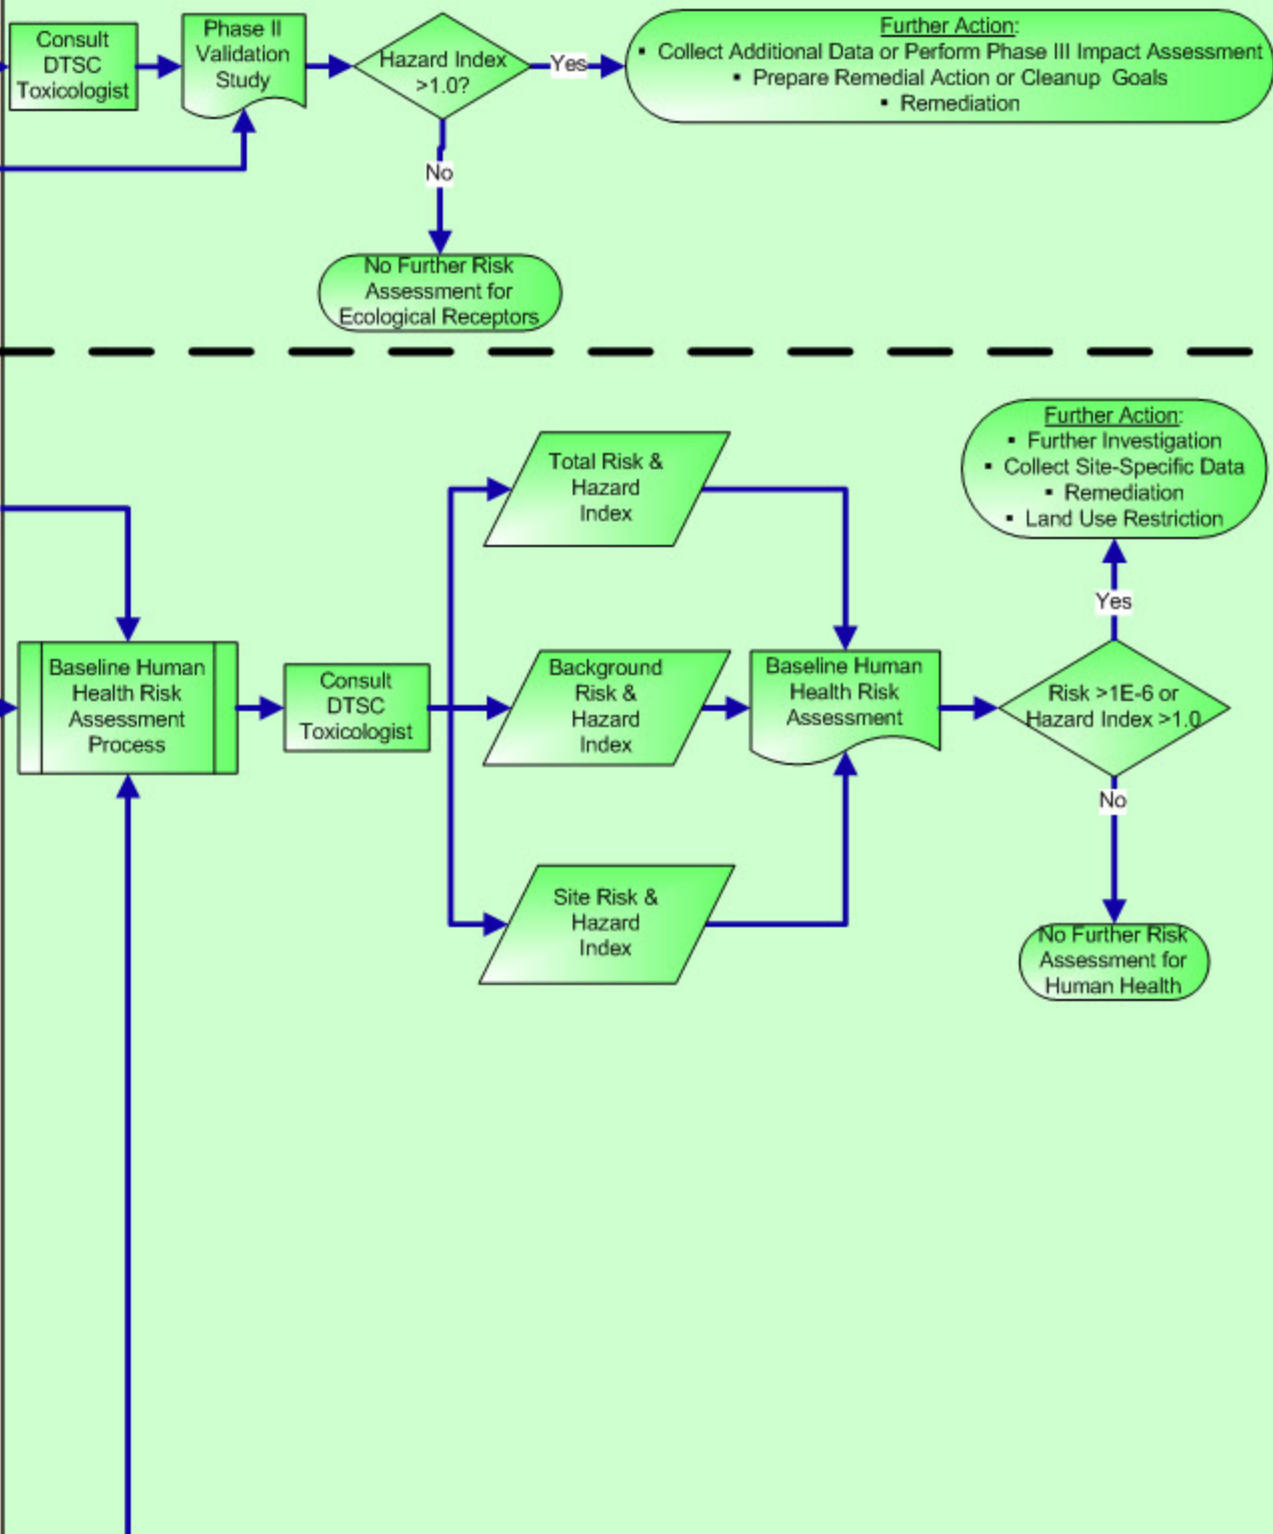 Consult
DTSC
Toxicologist
Phase II
Validation
Study
Hazard Index
>1.0?
Yes
Further Action:
▪ Collect Additional Data or Perform Phase III Impact Assessment
▪ Prepare Remedial Action or Cleanup Goals
▪ Remediation
No
No Further Risk
Assessment for
Ecological Receptors
Further Action:
▪ Further Investigation
▪ Collect Site-Specific Data
▪ Remediation
▪ Land Use Restriction
Total Risk &
Hazard
Index
Yes
Baseline Human
Health Risk
Assessment
Process
Consult
DTSC
Toxicologist
Background
Risk &
Hazard
Index
Baseline Human
Health Risk
Assessment
Risk >1E-6 or
Hazard Index >1.0
No
Site Risk &
Hazard
Index
No Further Risk
Assessment for
Human Health